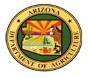 ARIZONA
DEPARTMENT OF AGRICULTURE